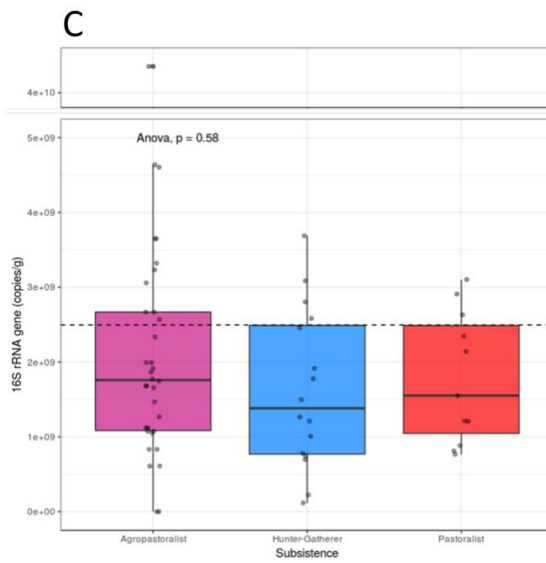 C
4e+10
5e+09
Anova, p = 0.58
4e+09
3e+09
2e+09
1e+09
0e+00
16S rRNA gene (copies/g)
Agropastoralist Hunter-Gatherer Pastoralist
Subsistence